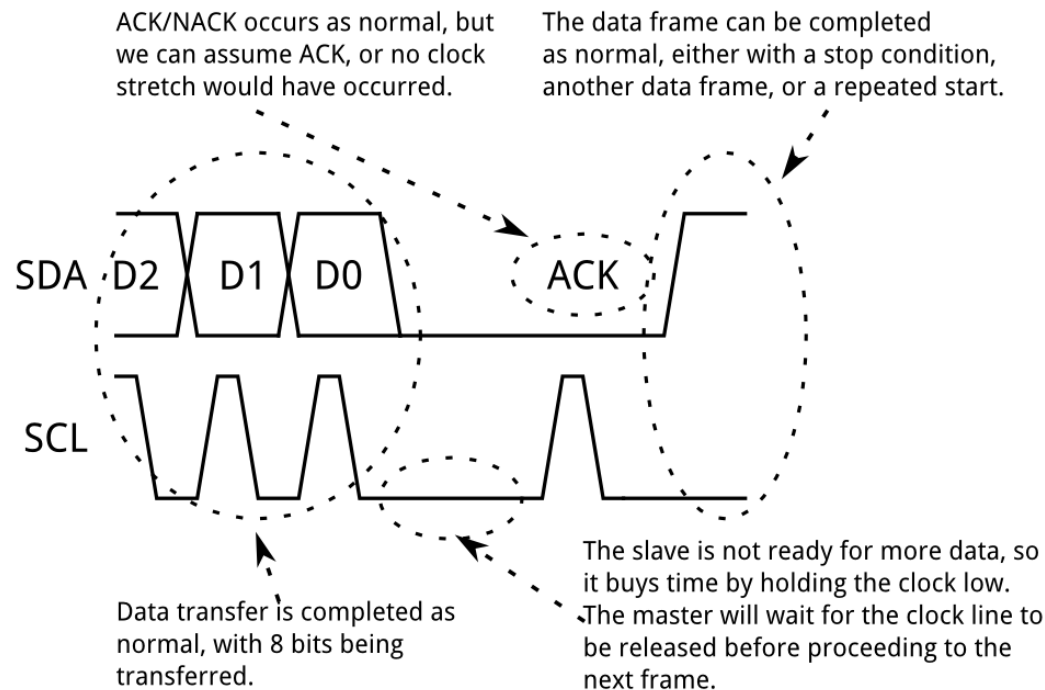 ACK/NACK occurs as normal, but
we can assume ACK, or no clock
stretch would have occurred.
The data frame can be completed
as normal, either with a stop condition,
another data frame, or a repeated start.
SDA D2 D1 D0 ACK
SCL
Data transfer is completed as
normal, with 8 bits being
transferred.
The slave is not ready for more data, so
it buys time by holding the clock low.
The master will wait for the clock line to
be released before proceeding to the
next frame.